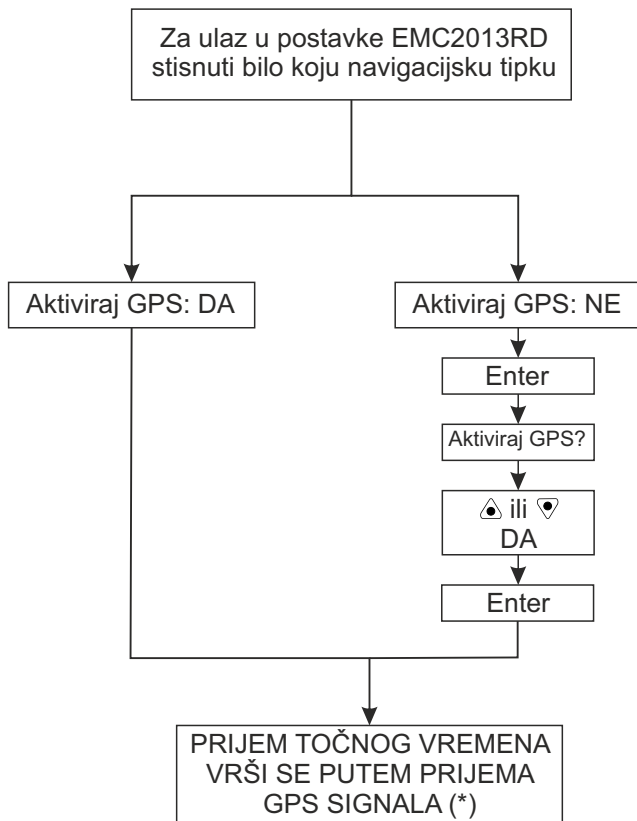 Za ulaz u postavke EMC2013RD
stisnuti bilo koju navigacijsku tipku
Aktiviraj GPS: DA
Aktiviraj GPS: NE
Enter
Aktiviraj GPS?
ili
DA
Enter
PRIJEM TOČNOG VREMENA
VRŠI SE PUTEM PRIJEMA
GPS SIGNALA (*)